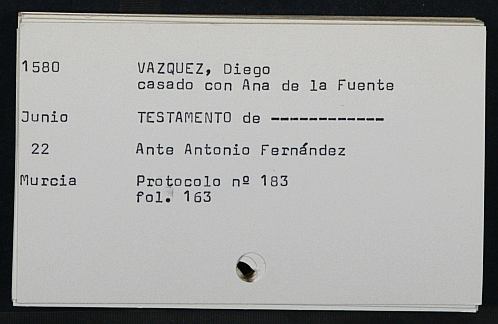 1580 VAZQUEZ, Diego
casado con Ana de la Fuente
Junio TESTAMENTO de ------------
22 Ante Antonio Fernández
Murcia Protocolo nº 183
fol. 163